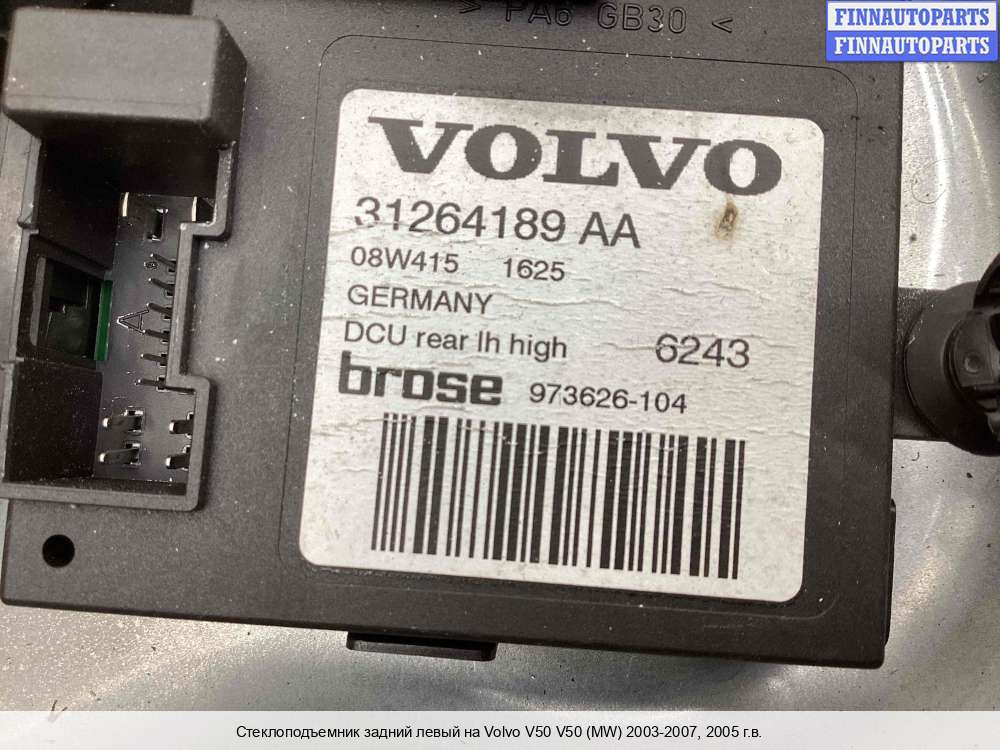 > PA6 GB30 <
FINNAUTOPARTS
FINNAUTOPARTS
VOLVO
31264189 AA
08W415 1625
GERMANY
DCU rear lh high 6243
brose 973626-104
A
Стеклоподъемник задний левый на Volvo V50 V50 (MW) 2003-2007, 2005 г.в.